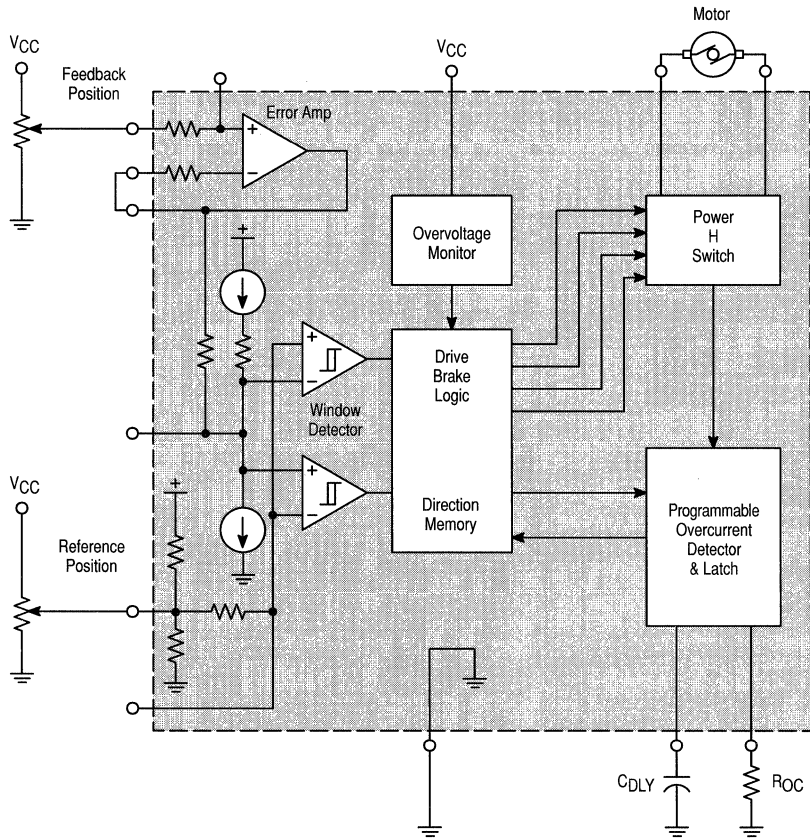 Motor
VCC
VCC
Feedback
Position
Error Amp
+
−
+
Overvoltage
Monitor
Power
H
Switch
+
−
Drive
Brake
Logic
Window
Detector
VCC
+
+
−
Direction
Memory
Programmable
Overcurrent
Detector
& Latch
Reference
Position
CDLY
ROC